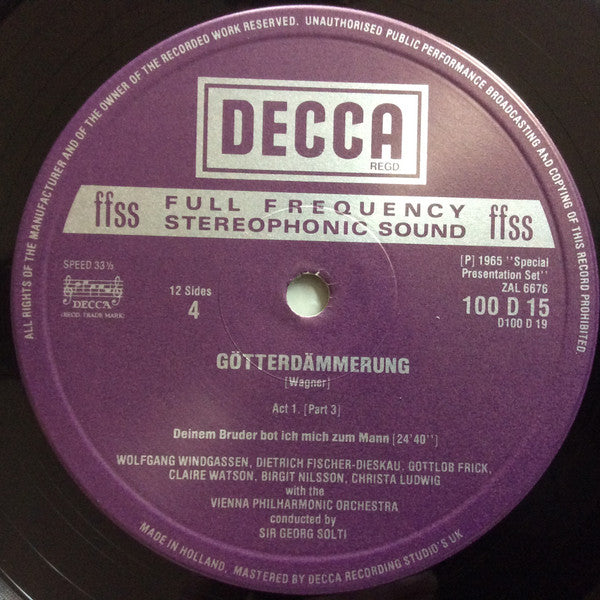 ALL RIGHTS OF THE MANUFACTURER AND OF THE OWNER OF THE RECORDED WORK RESERVED. UNAUTHORISED PUBLIC PERFORMANCE BROADCASTING AND COPYING OF THIS RECORD PROHIBITED.
DECCA
REGD
ffss FULL FREQUENCY ffss
STEREOPHONIC SOUND
SPEED 33⅓
DECCA
(REGD. TRADE MARK)
12 Sides
4
[P] 1965 "Special
Presentation Set"
ZAL 6676
100 D 15
D100 D 19
GÖTTERDÄMMERUNG
[Wagner]
Act 1. [Part 3]
Deinem Bruder bot ich mich zum Mann [24'40"]
WOLFGANG WINDGASSEN, DIETRICH FISCHER-DIESKAU, GOTTLOB FRICK,
CLAIRE WATSON, BIRGIT NILSSON, CHRISTA LUDWIG
with the
VIENNA PHILHARMONIC ORCHESTRA
conducted by
SIR GEORG SOLTI
MADE IN HOLLAND, MASTERED BY DECCA RECORDING STUDIO'S UK